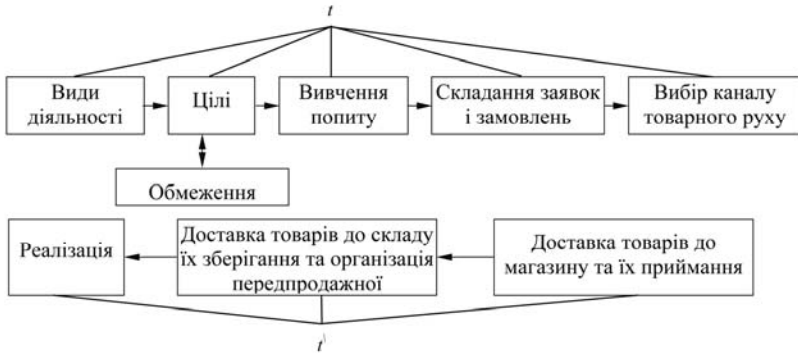 t
Види
діяльності
Цілі
Вивчення
попиту
Складання заявок
і замовлень
Вибір каналу
товарного руху
Обмеження
Реалізація
Доставка товарів до складу
їх зберігання та організація
передпродажної
Доставка товарів до
магазину та їх приймання
t\